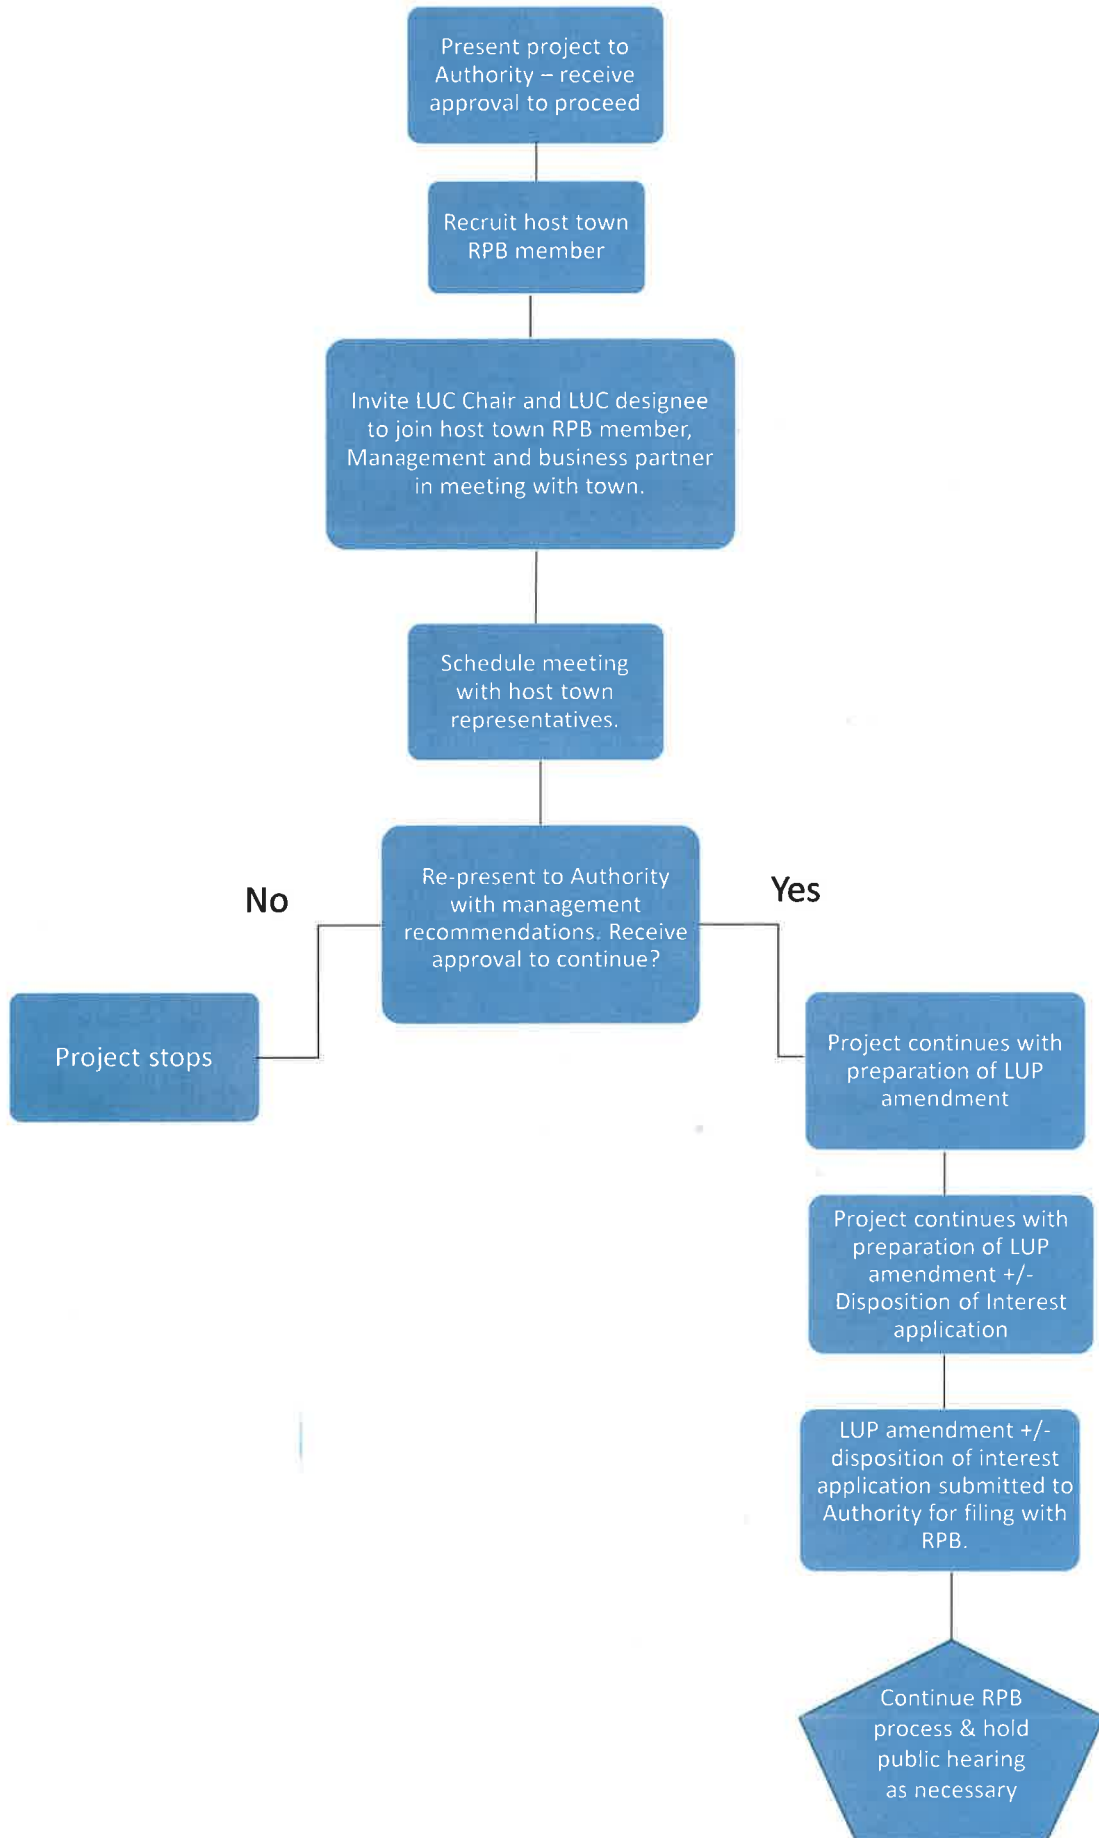 Present project to
Authority – receive
approval to proceed
Recruit host town
RPB member
Invite LUC Chair and LUC designee
to join host town RPB member,
Management and business partner
in meeting with town.
Schedule meeting
with host town
representatives.
Re-present to Authority
with management
recommendations. Receive
approval to continue?
No
Yes
Project stops
Project continues with
preparation of LUP
amendment
Project continues with
preparation of LUP
amendment +/-
Disposition of Interest
application
LUP amendment +/-
disposition of interest
application submitted to
Authority for filing with
RPB.
Continue RPB
process & hold
public hearing
as necessary